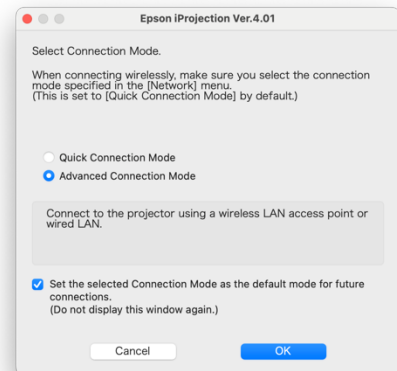 Epson iProjection Ver.4.01
Select Connection Mode.
When connecting wirelessly, make sure you select the connection
mode specified in the [Network] menu.
(This is set to [Quick Connection Mode] by default.)
Quick Connection Mode
Advanced Connection Mode
Connect to the projector using a wireless LAN access point or
wired LAN.
Set the selected Connection Mode as the default mode for future
connections.
(Do not display this window again.)
Cancel
OK